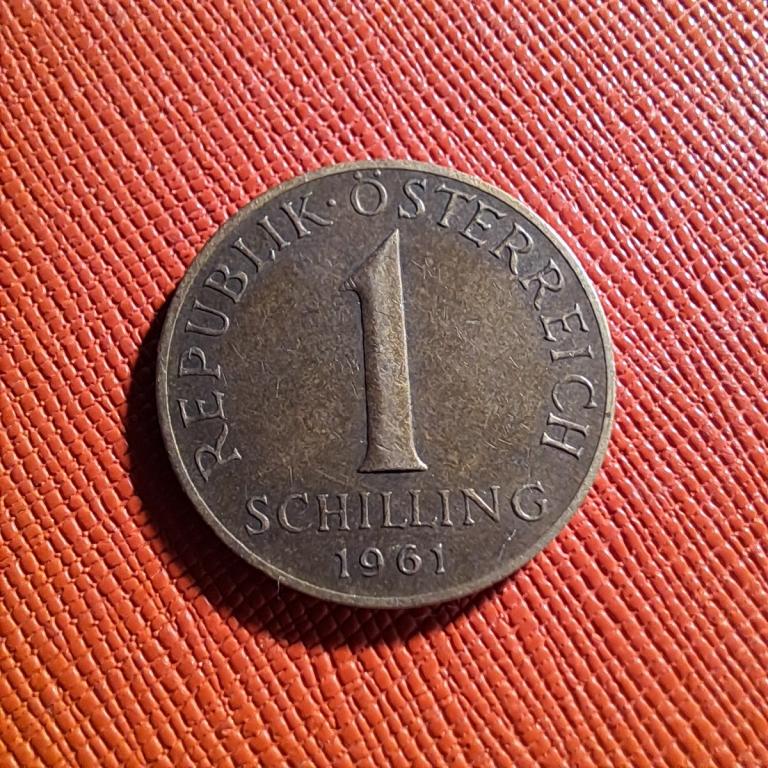 REPUBLIK·ÖSTERREICH
1
SCHILLING
1961